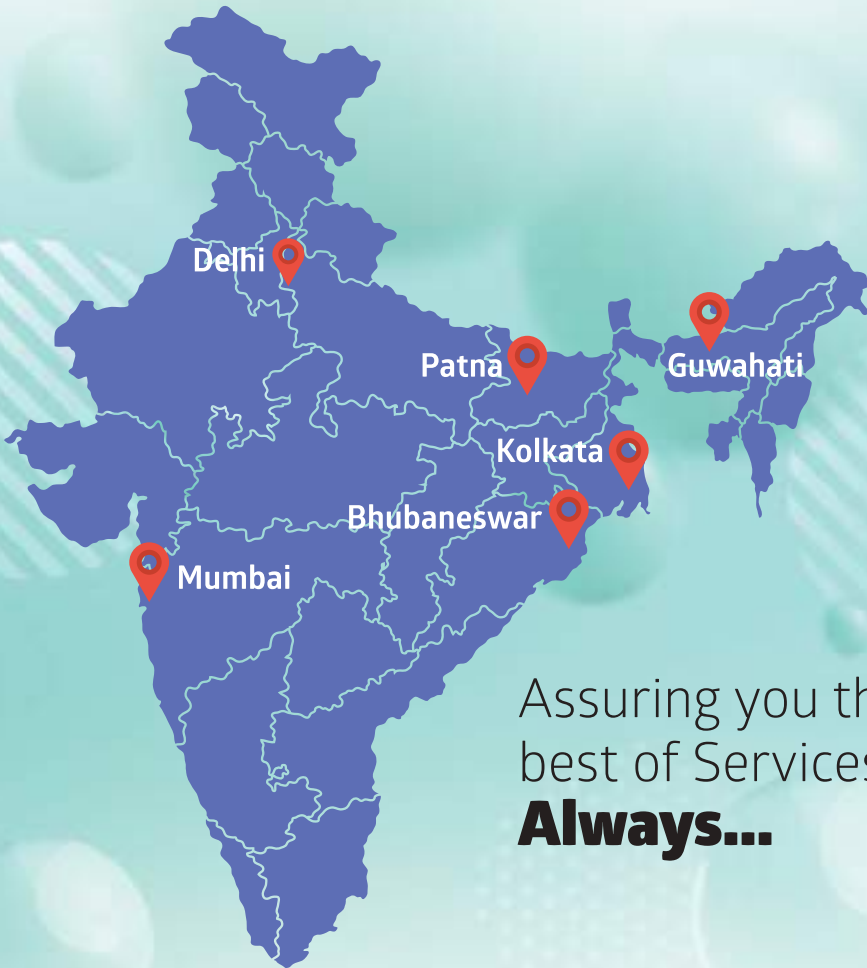 Delhi
Patna
Guwahati
Kolkata
Bhubaneswar
Mumbai
Assuring you th
best of Services
Always...